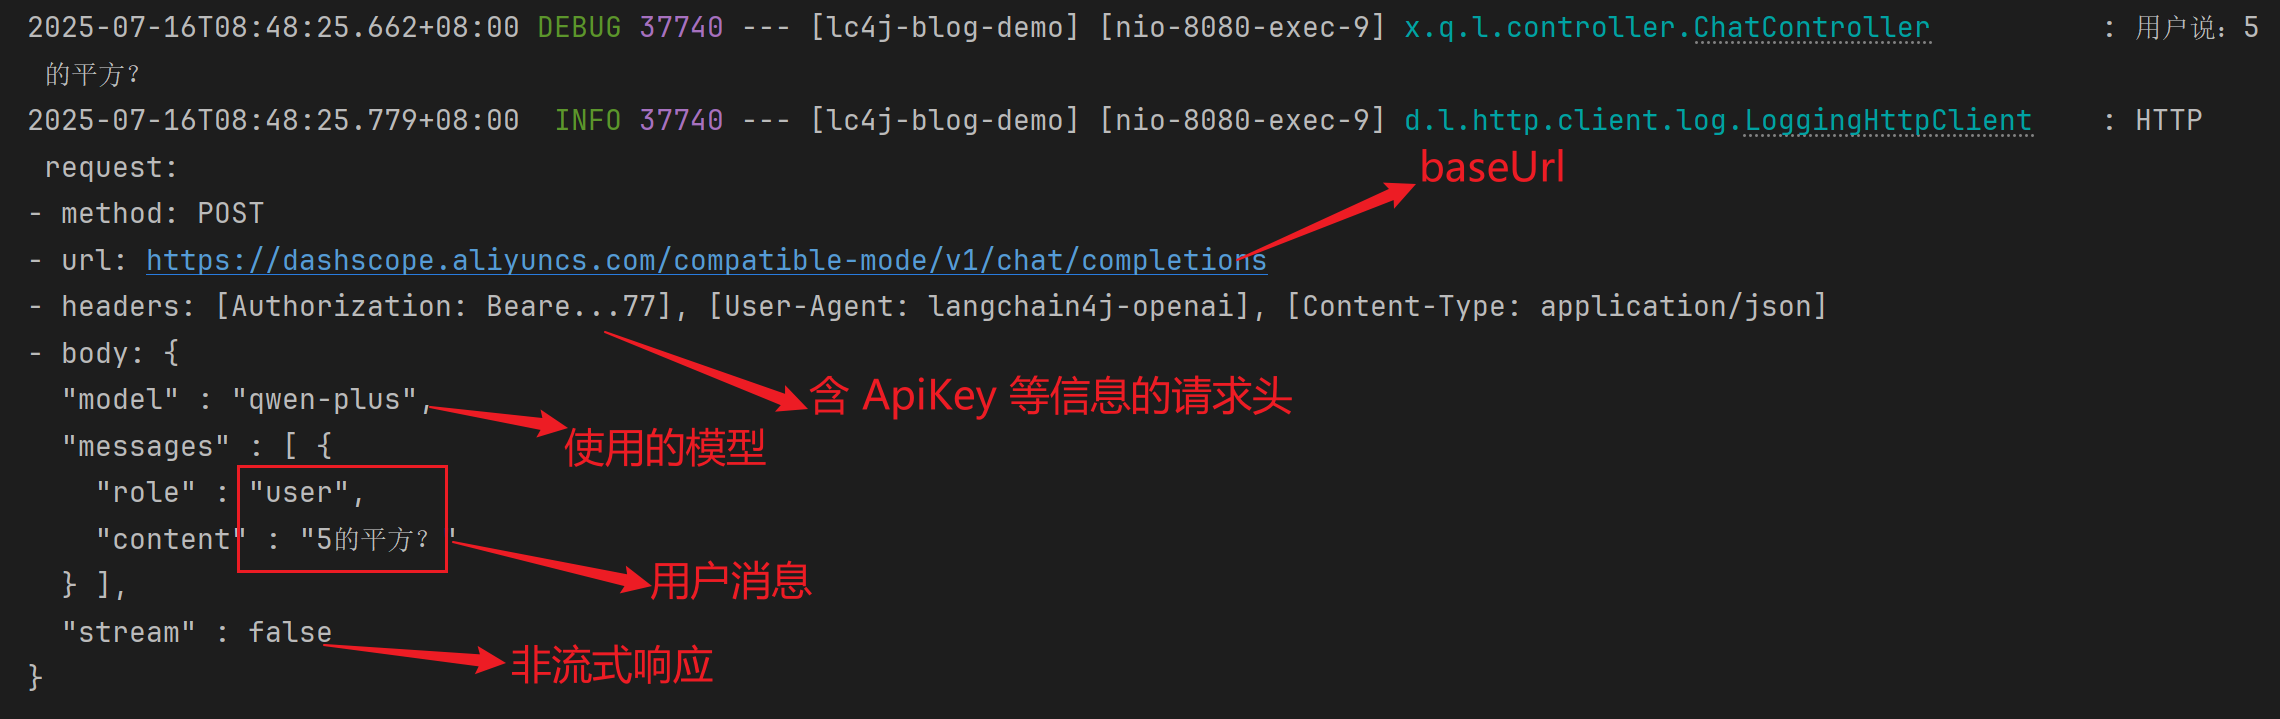 2025-07-16T08:48:25.662+08:00 DEBUG 37740 --- [lc4j-blog-demo] [nio-8080-exec-9] x.q.l.controller.ChatController : 用户说：5
的平方？
2025-07-16T08:48:25.779+08:00 INFO 37740 --- [lc4j-blog-demo] [nio-8080-exec-9] d.l.http.client.log.LoggingHttpClient : HTTP
request:
baseUrl
- method: POST
- url: https://dashscope.aliyuncs.com/compatible-mode/v1/chat/completions
- headers: [Authorization: Beare...77], [User-Agent: langchain4j-openai], [Content-Type: application/json]
- body: {
"model" : "qwen-plus",
含 ApiKey 等信息的请求头
"messages" : [ {
使用的模型
"role" : "user",
"content" : "5的平方？"
} ],
用户消息
"stream" : false
非流式响应
}